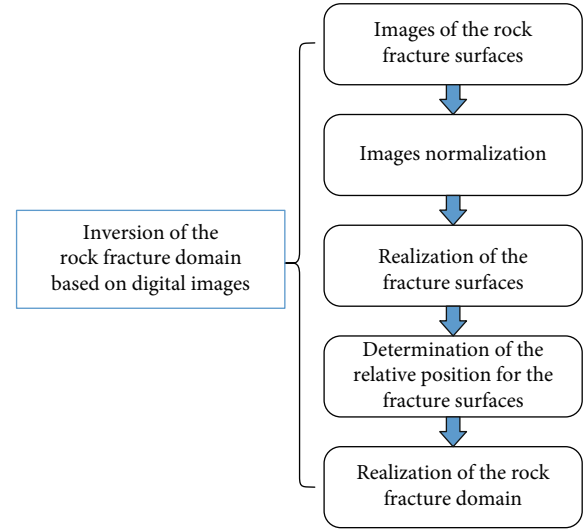 Inversion of the
rock fracture domain
based on digital images
Images of the rock
fracture surfaces
Images normalization
Realization of the
fracture surfaces
Determination of the
relative position for the
fracture surfaces
Realization of the rock
fracture domain